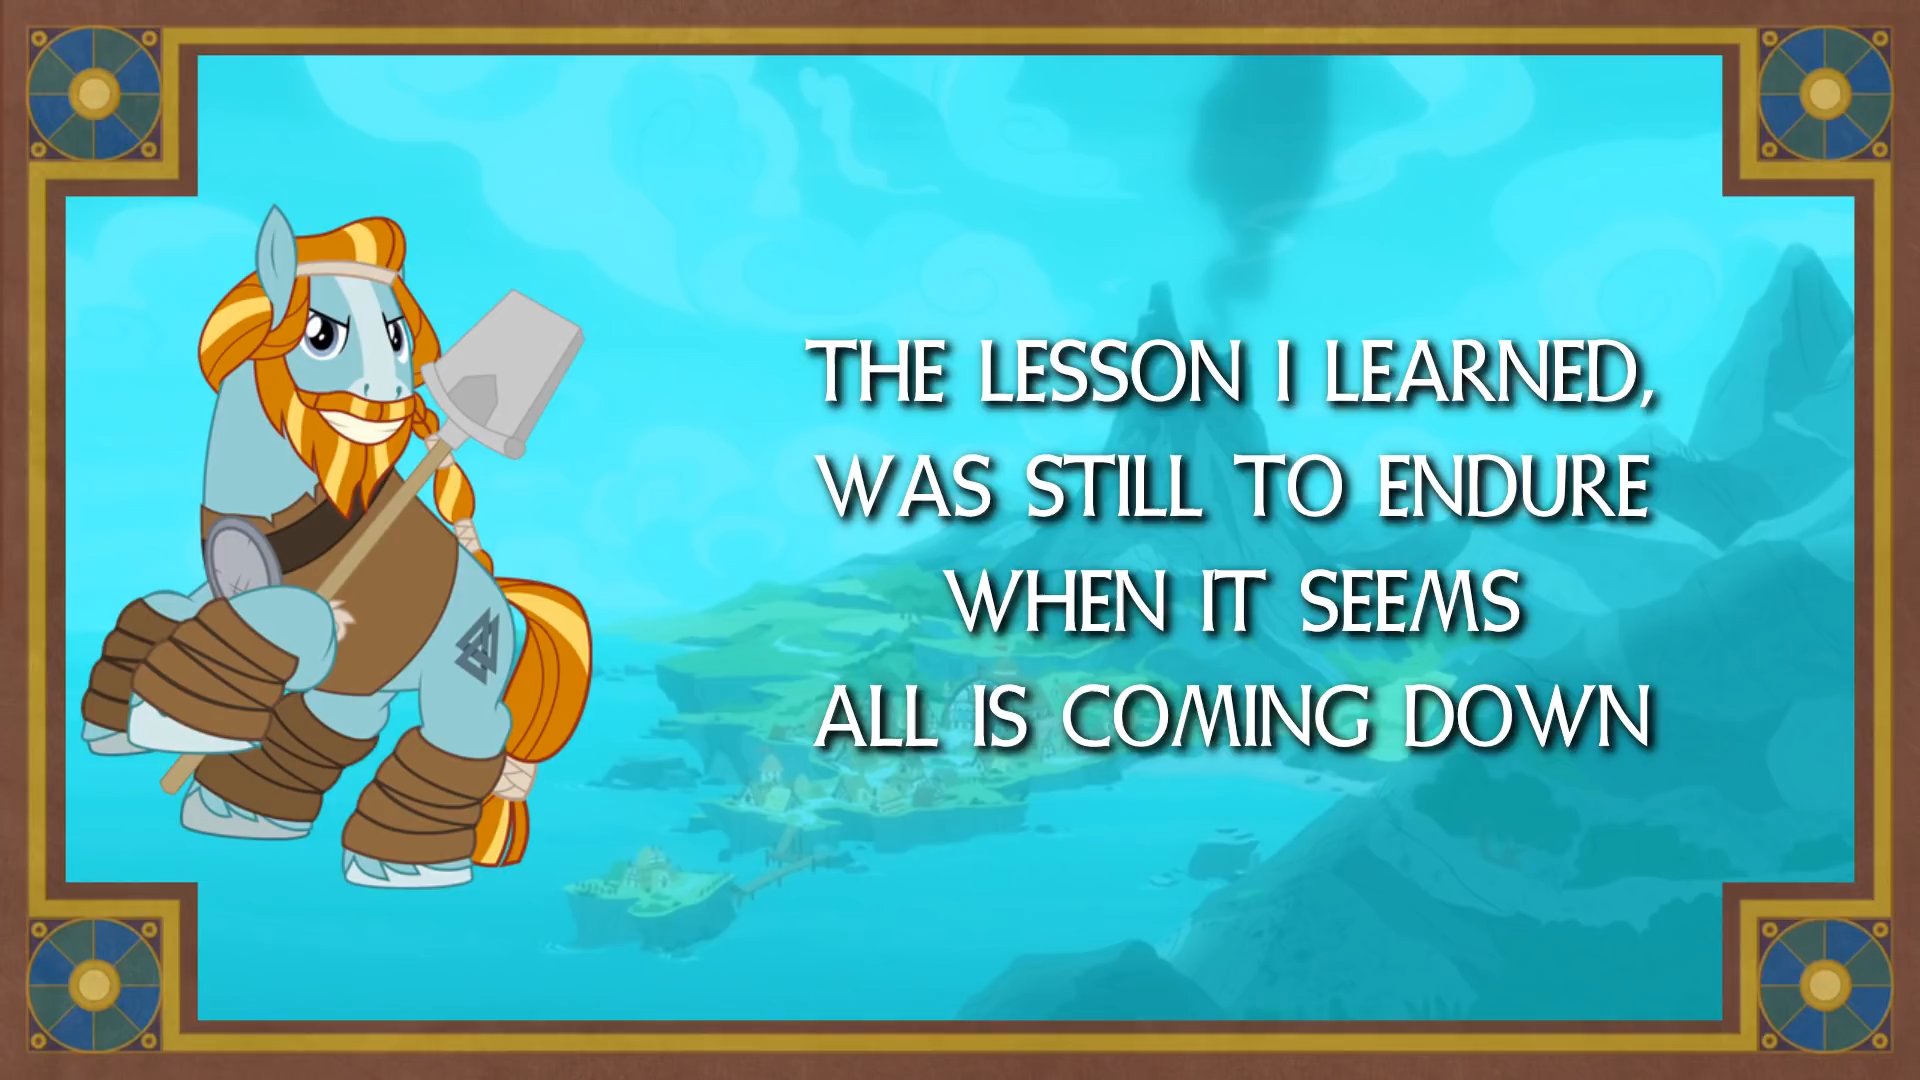 THE LESSON I LEARNED,
WAS STILL TO ENDURE
WHEN IT SEEMS
ALL IS COMING DOWN